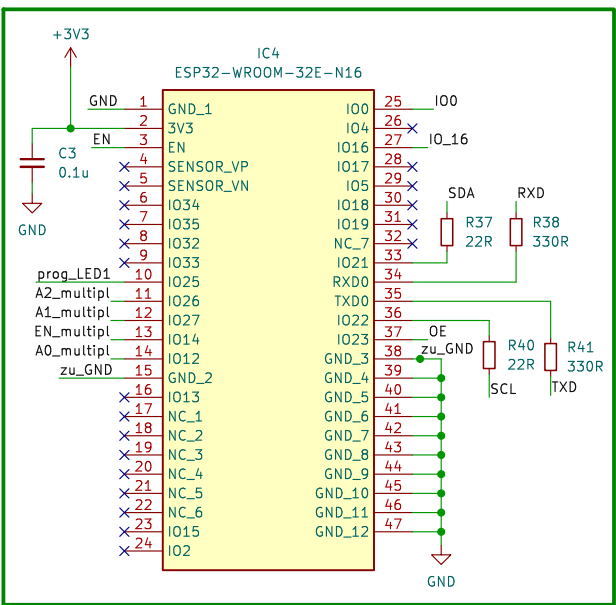 +3V3
IC4
ESP32-WROOM-32E-N16
GND 1 GND_1 IO0 25 IO0
2 3V3 IO4 26
EN 3 EN IO16 27 IO_16
C3
0.1u
GND
4 SENSOR_VP IO17 28
5 SENSOR_VN IO5 29
6 IO34 IO18 30
7 IO35 IO19 31
8 IO32 NC_7 32
9 IO33 IO21 33
SDA RXD
R37
22R
R38
330R
prog_LED1 10 IO25 RXD0 34
A2_multipl 11 IO26 TXD0 35
A1_multipl 12 IO27 IO22 36
EN_multipl 13 IO14 IO23 37 OE
A0_multipl 14 IO12 GND_3 38 zu_GND
zu_GND 15 GND_2 GND_4 39
R40
22R
R41
330R
SCL TXD
16 IO13 GND_5 40
17 NC_1 GND_6 41
18 NC_2 GND_7 42
19 NC_3 GND_8 43
20 NC_4 GND_9 44
21 NC_5 GND_10 45
22 NC_6 GND_11 46
23 IO15 GND_12 47
24 IO2
GND